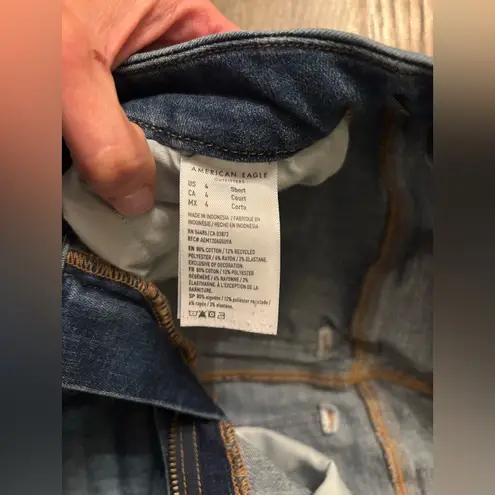 AMERICAN EAGLE
OUTFITTERS
US 4 Short
CA 4 Court
MX 4 Corto
MADE IN INDONESIA / FABRIQUÉ EN
INDONÉSIE / HECHO EN INDONESIA
EN 80% COTTON / 12% RECYCLED
POLYESTER / 6% RAYON / 2% ELASTANE.
EXCLUSIVE OF DECORATION.
FR 80% COTON / 12% POLYESTER
RÉGÉNÉRÉ / 6% RAYONNE / 2%
ÉLASTHANNE. À L'EXCEPTION DE LA
GARNITURE.
SP 80% algodón / 12% poliéster reciclado /
6% rayón / 2% elastano.